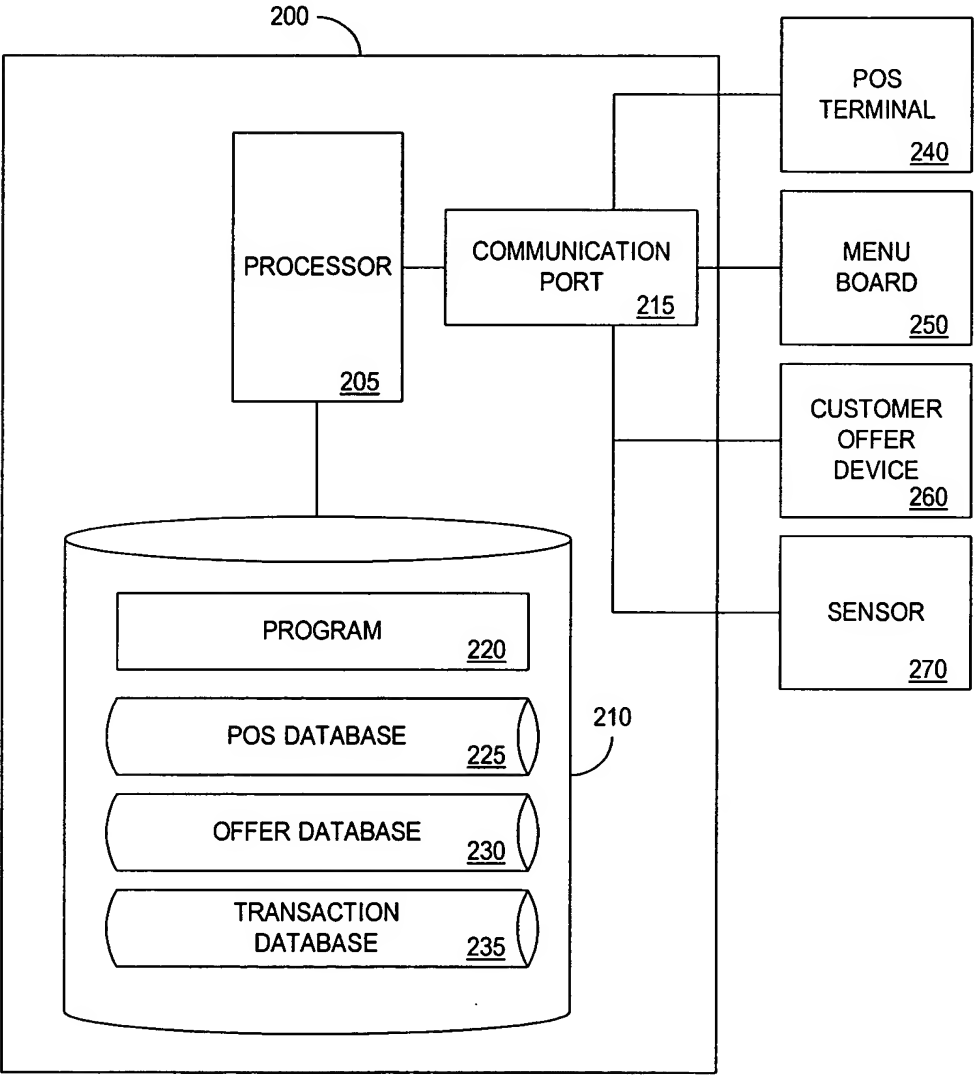 200
POS
TERMINAL
240
PROCESSOR
205
COMMUNICATION
PORT
215
MENU
BOARD
250
CUSTOMER
OFFER
DEVICE
260
SENSOR
270
PROGRAM
220
210
POS DATABASE
225
OFFER DATABASE
230
TRANSACTION
DATABASE
235